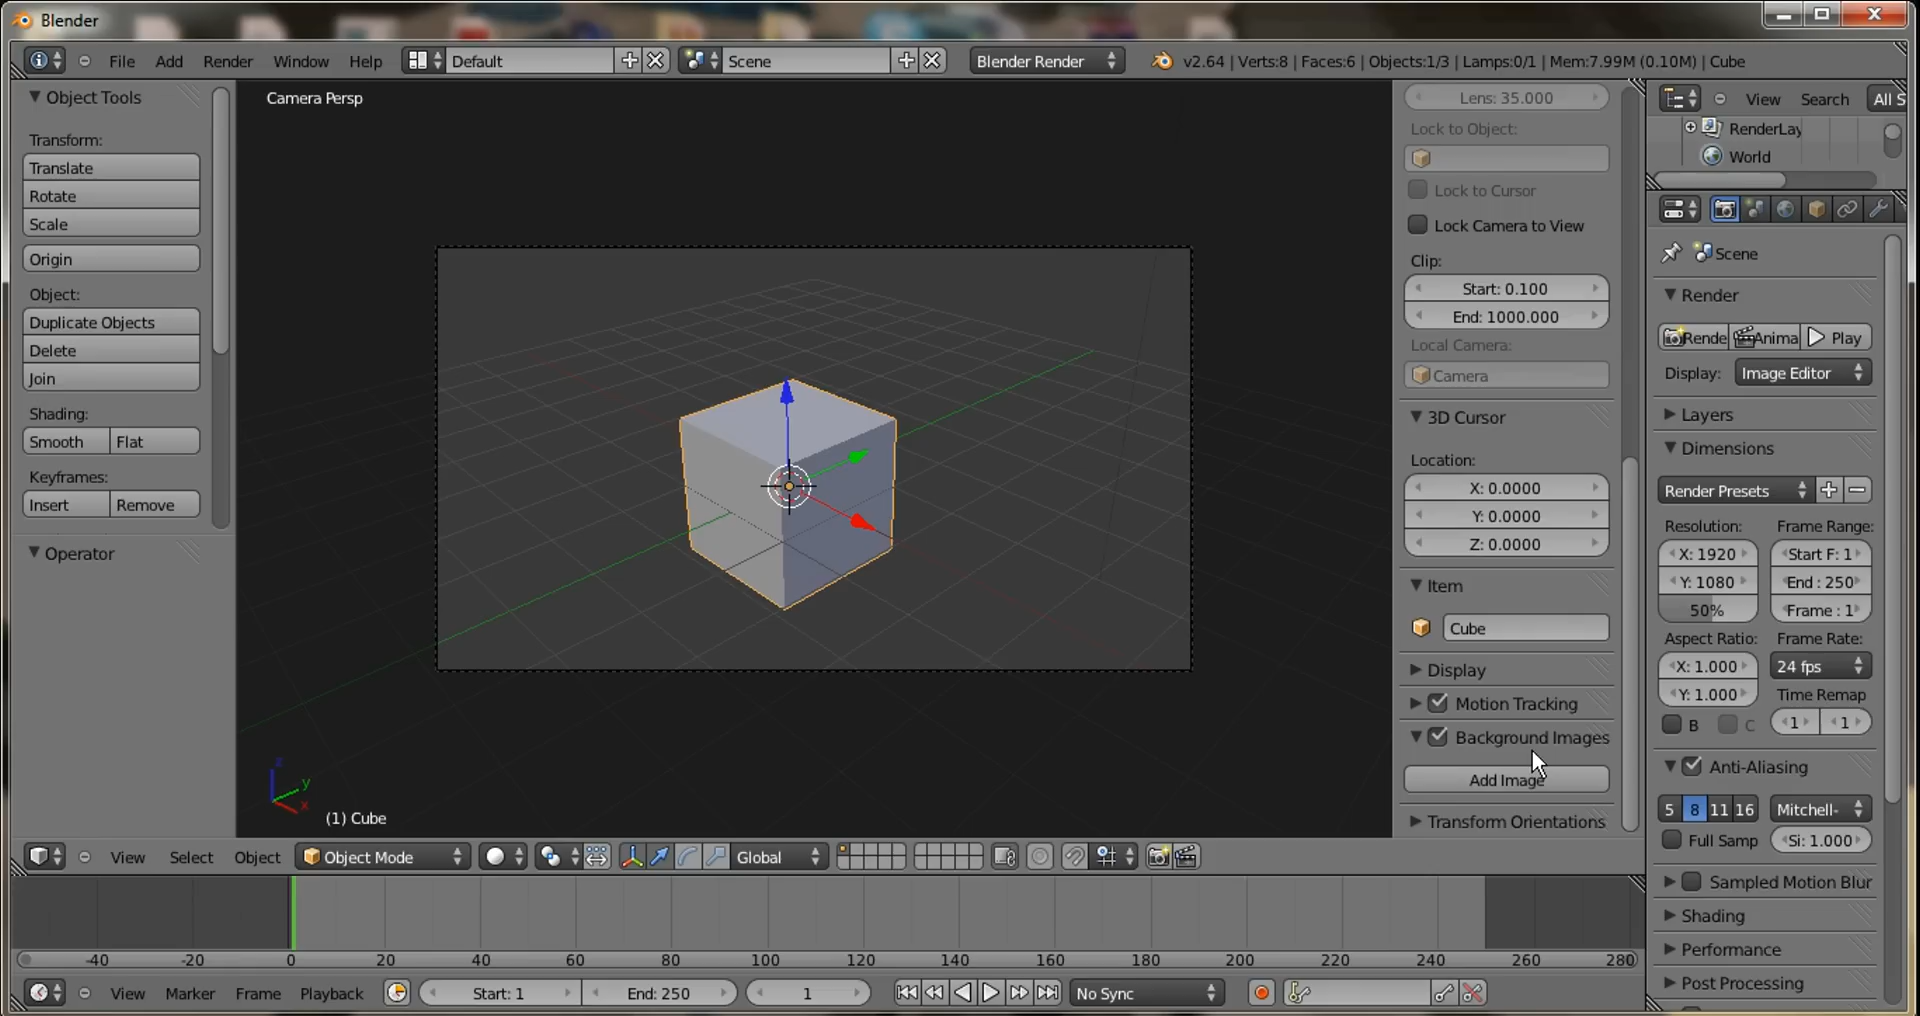 Blender
File Add Render Window Help Default Scene Blender Render v2.64 | Verts:8 | Faces:6 | Objects:1/3 | Lamps:0/1 | Mem:7.99M (0.10M) | Cube
Object Tools
Transform:
Translate
Rotate
Scale
Origin
Object:
Duplicate Objects
Delete
Join
Shading:
Smooth Flat
Keyframes:
Insert Remove
Operator
Camera Persp
z
y
x
(1) Cube
Lens: 35.000
Lock to Object:
Lock to Cursor
Lock Camera to View
Clip:
Start: 0.100
End: 1000.000
Local Camera:
Camera
3D Cursor
Location:
X: 0.0000
Y: 0.0000
Z: 0.0000
Item
Cube
Display
Motion Tracking
Background Images
Add Image
Transform Orientations
View Search All S
RenderLay
World
Scene
Render
Rende Anima Play
Display: Image Editor
Layers
Dimensions
Render Presets
Resolution: Frame Range:
X: 1920 Start F: 1
Y: 1080 End : 250
50% Frame : 1
Aspect Ratio: Frame Rate:
X: 1.000 24 fps
Y: 1.000 Time Remap
B C 1 1
Anti-Aliasing
5 8 11 16 Mitchell-
Full Samp Si: 1.000
Sampled Motion Blur
Shading
Performance
Post Processing
View Select Object Object Mode Global
-40 -20 0 20 40 60 80 100 120 140 160 180 200 220 240 260 280
View Marker Frame Playback Start: 1 End: 250 1 No Sync